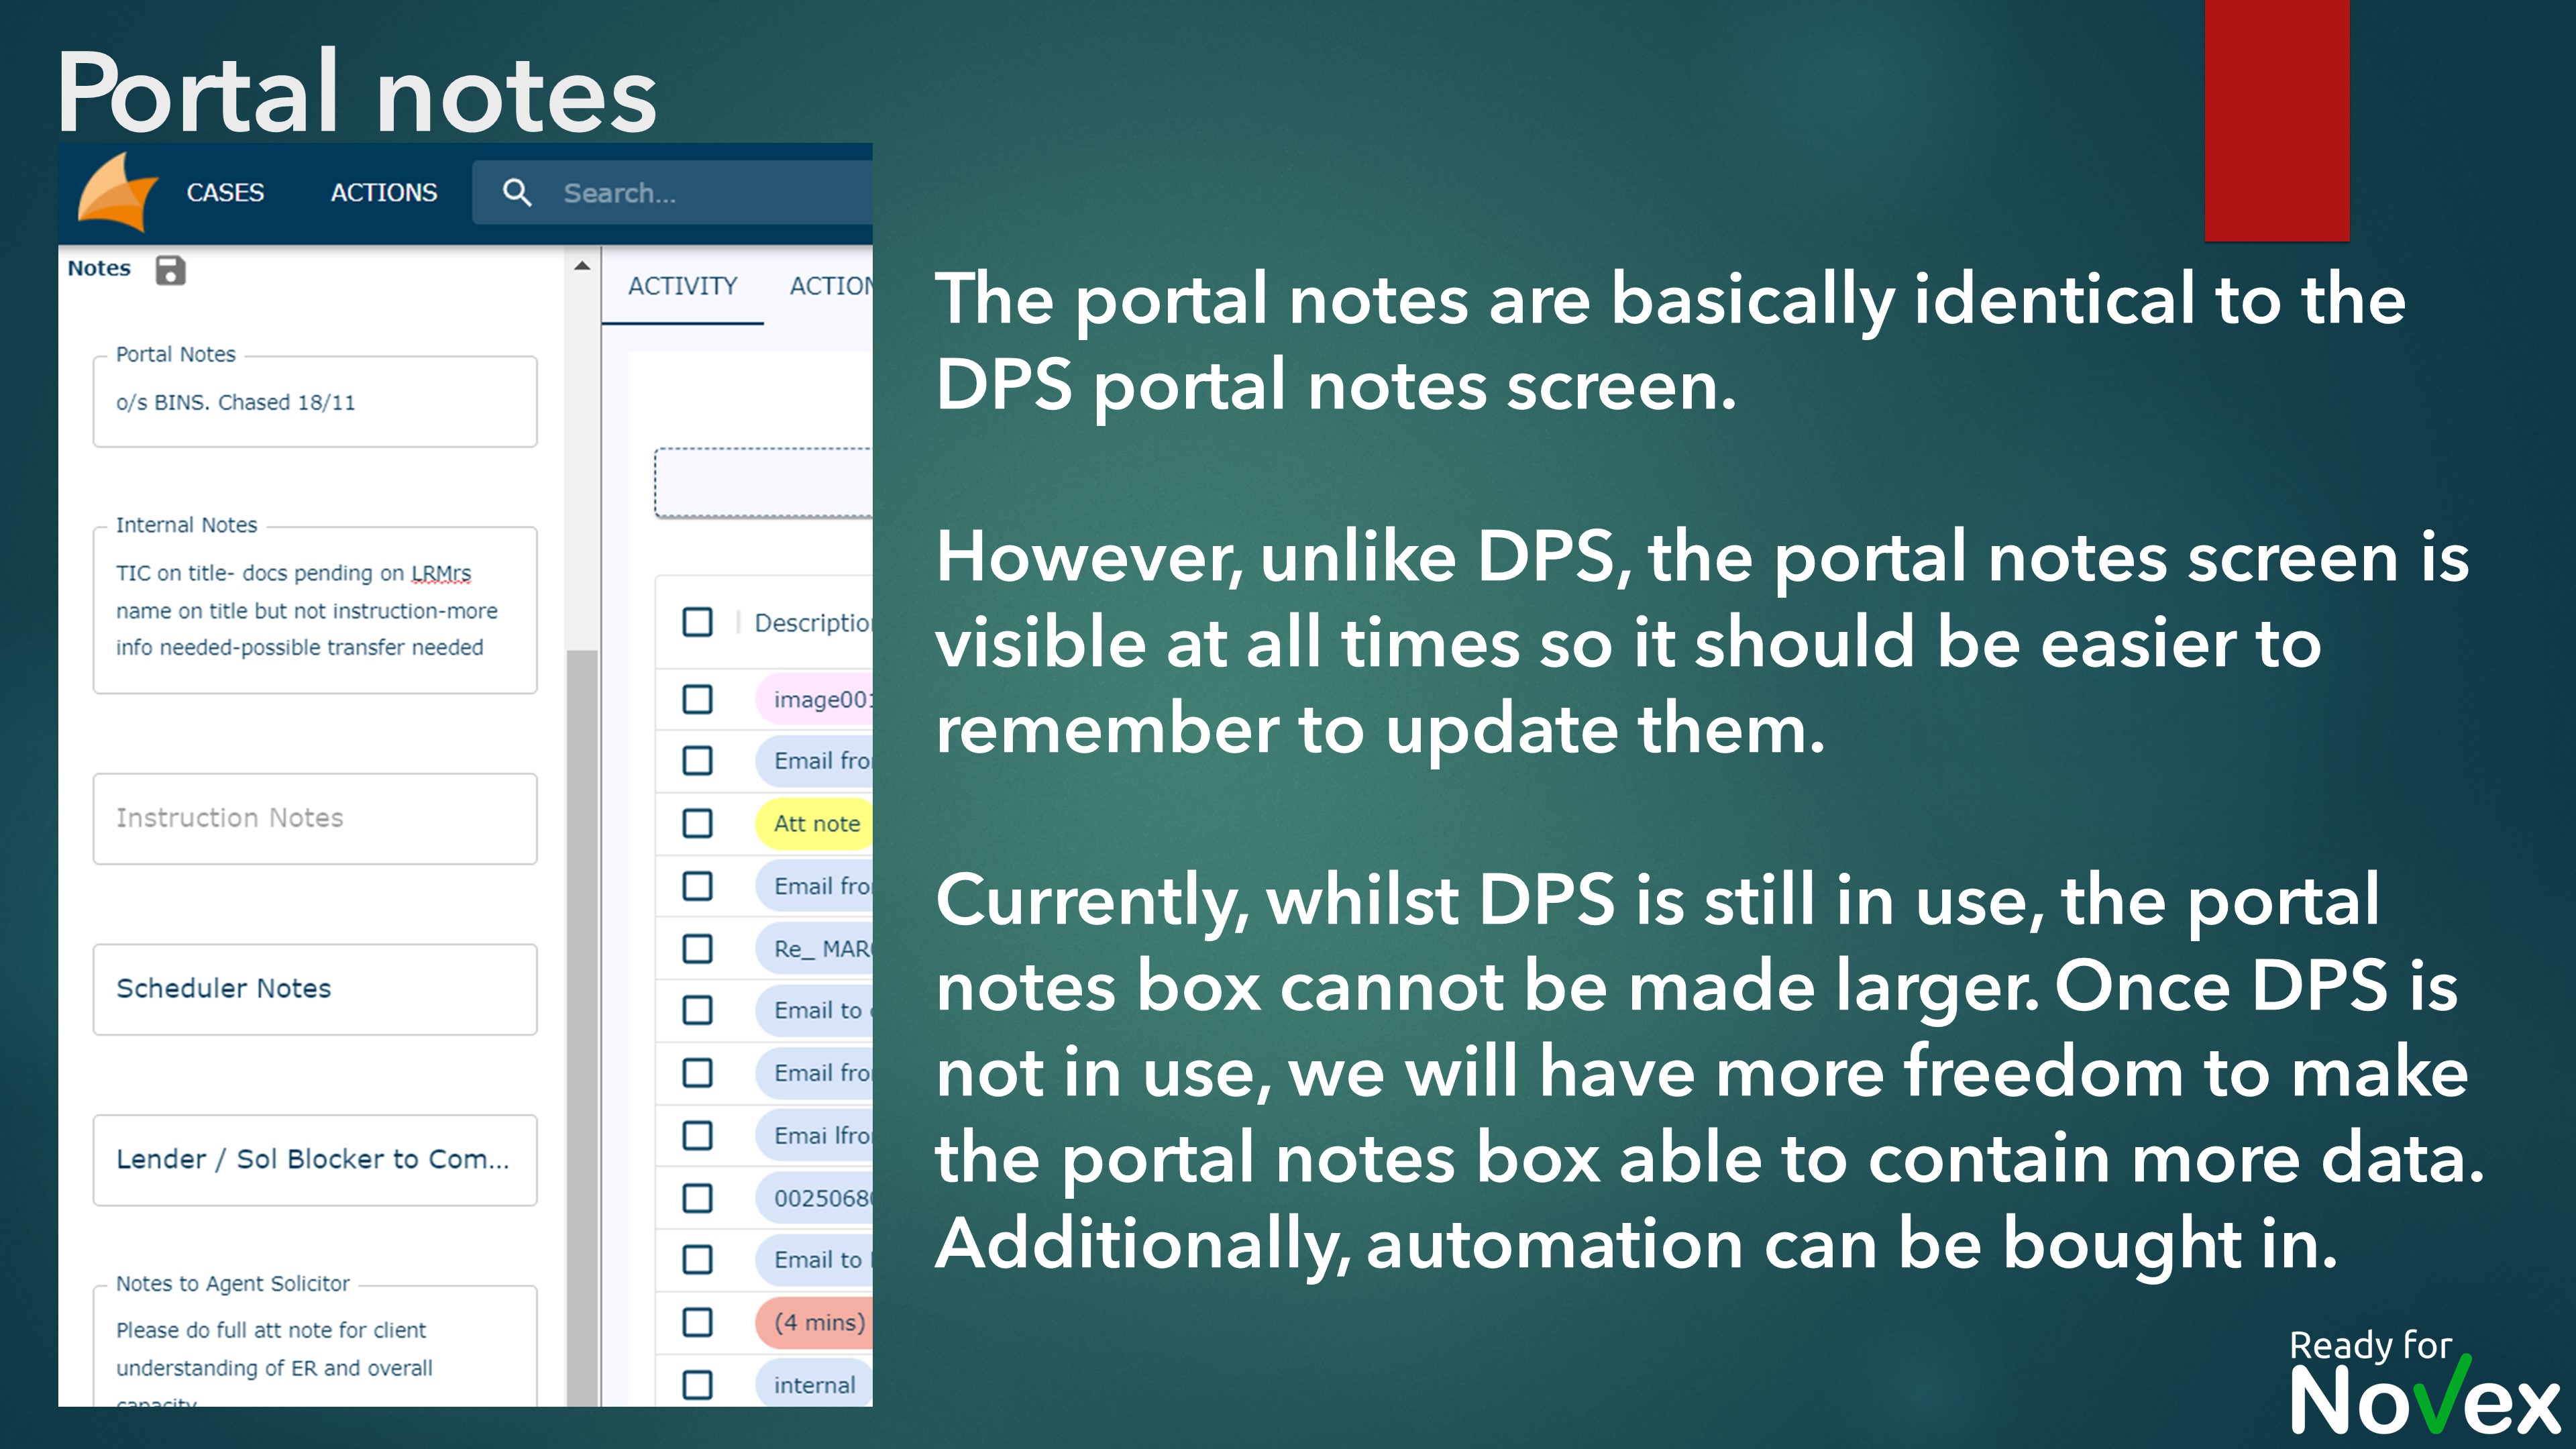 Portal notes
CASES ACTIONS Search...
Notes
Portal Notes
o/s BINS. Chased 18/11
Internal Notes
TIC on title- docs pending on LRMrs
name on title but not instruction-more
info needed-possible transfer needed
Instruction Notes
Scheduler Notes
Lender / Sol Blocker to Com...
Notes to Agent Solicitor
Please do full att note for client
understanding of ER and overall
capacity
ACTIVITY ACTION
Description
image001
Email from
Att note
Email from
Re_ MAR
Email to
Email from
Emai lfrom
0025068
Email to
(4 mins)
internal
The portal notes are basically identical to the
DPS portal notes screen.
However, unlike DPS, the portal notes screen is
visible at all times so it should be easier to
remember to update them.
Currently, whilst DPS is still in use, the portal
notes box cannot be made larger. Once DPS is
not in use, we will have more freedom to make
the portal notes box able to contain more data.
Additionally, automation can be bought in.
Ready for
Novex